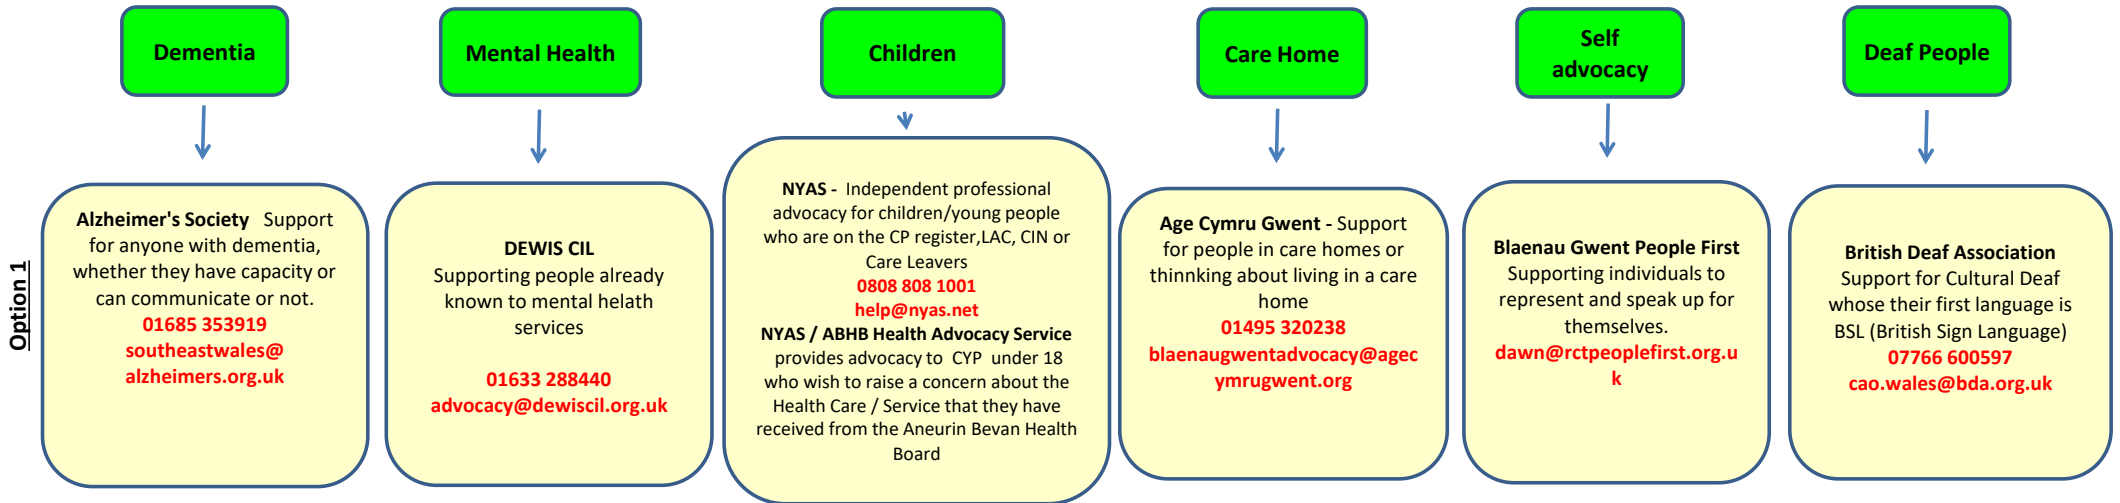 Dementia
Mental Health
Children
Care Home
Self
advocacy
Deaf People
Option 1
Alzheimer's Society Support
for anyone with dementia,
whether they have capacity or
can communicate or not.
01685 353919
southeastwales@
alzheimers.org.uk
DEWIS CIL
Supporting people already
known to mental helath
services
01633 288440
advocacy@dewiscil.org.uk
NYAS - Independent professional
advocacy for children/young people
who are on the CP register,LAC, CIN or
Care Leavers
0808 808 1001
help@nyas.net
NYAS / ABHB Health Advocacy Service
provides advocacy to CYP under 18
who wish to raise a concern about the
Health Care / Service that they have
received from the Aneurin Bevan Health
Board
Age Cymru Gwent - Support
for people in care homes or
thinnking about living in a care
home
01495 320238
blaenaugwentadvocacy@agec
ymrugwent.org
Blaenau Gwent People First
Supporting individuals to
represent and speak up for
themselves.
dawn@rctpeoplefirst.org.u
k
British Deaf Association
Support for Cultural Deaf
whose their first language is
BSL (British Sign Language)
07766 600597
cao.wales@bda.org.uk